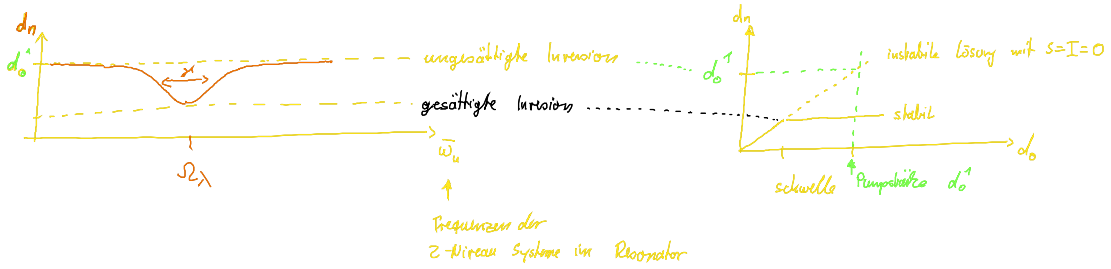 dₙ
d₀¹
γ
ungesättigte Inversion
gesättigte Inversion
Ω_λ
ω̄ᵤ
Frequenzen der
2-Niveau Systeme im Resonator
dₙ
d₀¹
instabile Lösung mit S=I=0
stabil
d₀
schwelle
Pumpstärke d₀¹